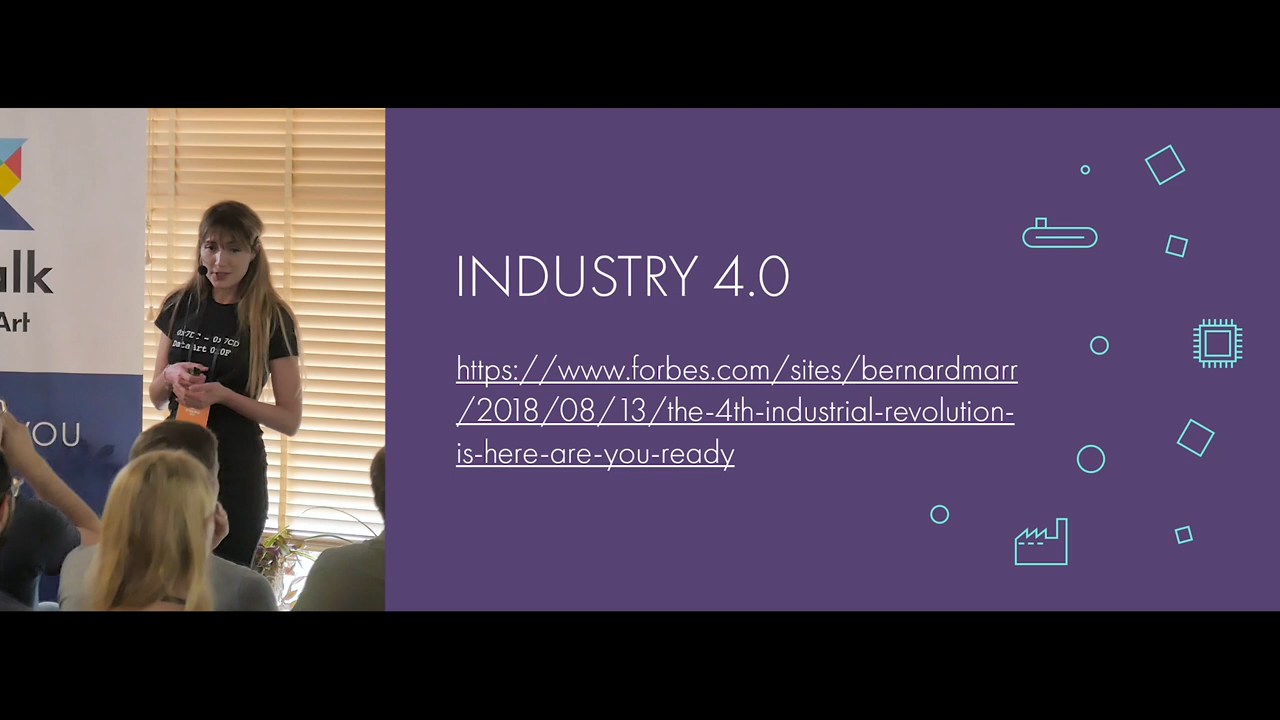 alk
Art
YOU
INDUSTRY 4.0
https://www.forbes.com/sites/bernardmarr
/2018/08/13/the-4th-industrial-revolution-
is-here-are-you-ready